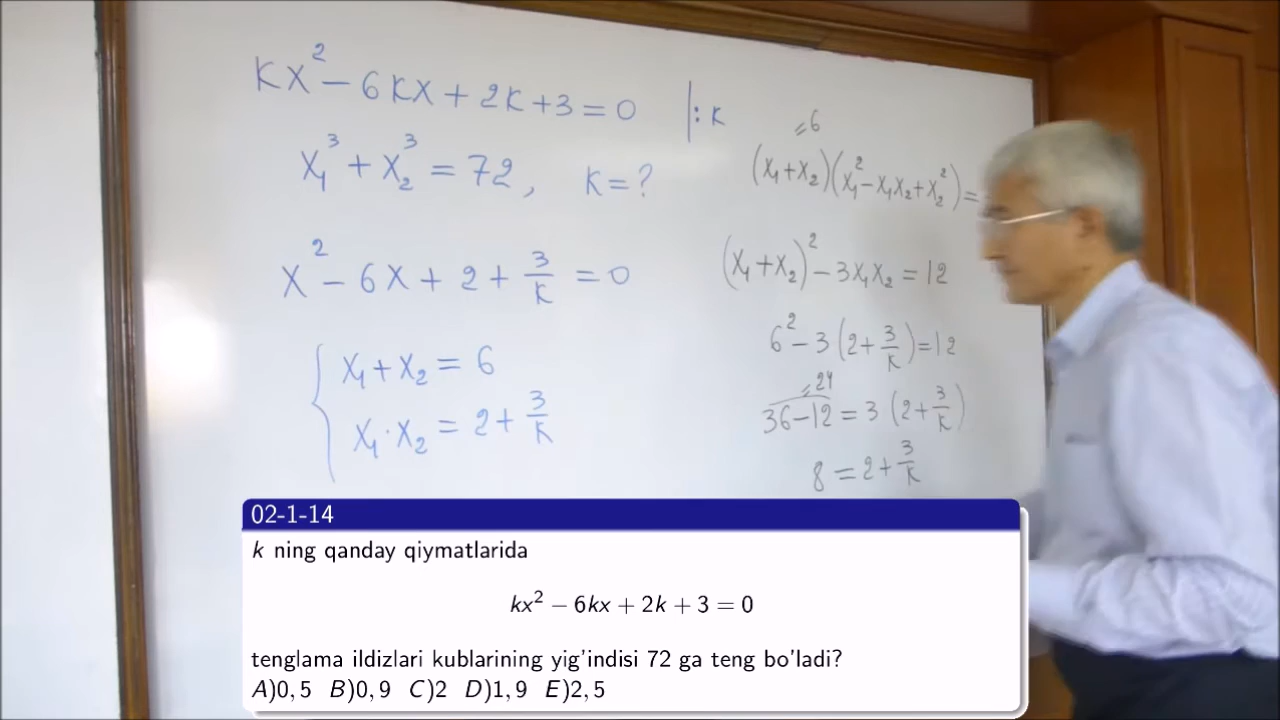 kx² − 6kx + 2k + 3 = 0 |: k
x₁³ + x₂³ = 72, k = ?
x² − 6x + 2 + 3/k = 0
x₁ + x₂ = 6
x₁ · x₂ = 2 + 3/k
= 6
(x₁ + x₂)(x₁² − x₁x₂ + x₂²) =
(x₁ + x₂)² − 3x₁x₂ = 12
6² − 3(2 + 3/k) = 12
= 24
36 − 12 = 3(2 + 3/k)
8 = 2 + 3/k
02-1-14
k ning qanday qiymatlarida
kx² − 6kx + 2k + 3 = 0
tenglama ildizlari kublarining yig'indisi 72 ga teng bo'ladi?
A)0, 5 B)0, 9 C)2 D)1, 9 E)2, 5